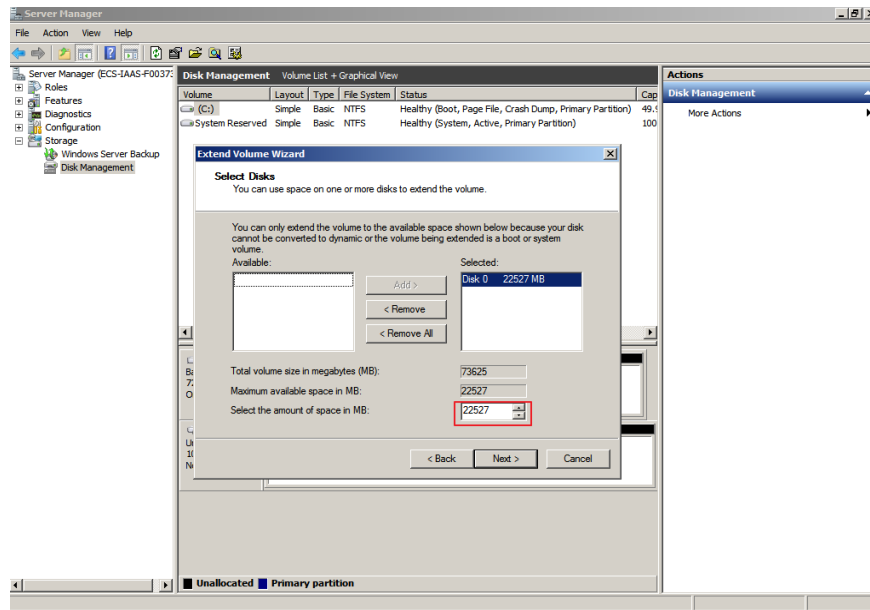 Server Manager
File Action View Help
Server Manager (ECS-IAAS-F0037:
Roles
Features
Diagnostics
Configuration
Storage
Windows Server Backup
Disk Management
Disk Management Volume List + Graphical View
Volume Layout Type File System Status Cap
(C:) Simple Basic NTFS Healthy (Boot, Page File, Crash Dump, Primary Partition) 49.9
System Reserved Simple Basic NTFS Healthy (System, Active, Primary Partition) 100
Extend Volume Wizard
Select Disks
You can use space on one or more disks to extend the volume.
You can only extend the volume to the available space shown below because your disk
cannot be converted to dynamic or the volume being extended is a boot or system
volume.
Available: Selected:
Disk 0 22527 MB
Add >
< Remove
< Remove All
Total volume size in megabytes (MB): 73625
Maximum available space in MB: 22527
Select the amount of space in MB: 22527
< Back Next > Cancel
Unallocated Primary partition
Actions
Disk Management
More Actions